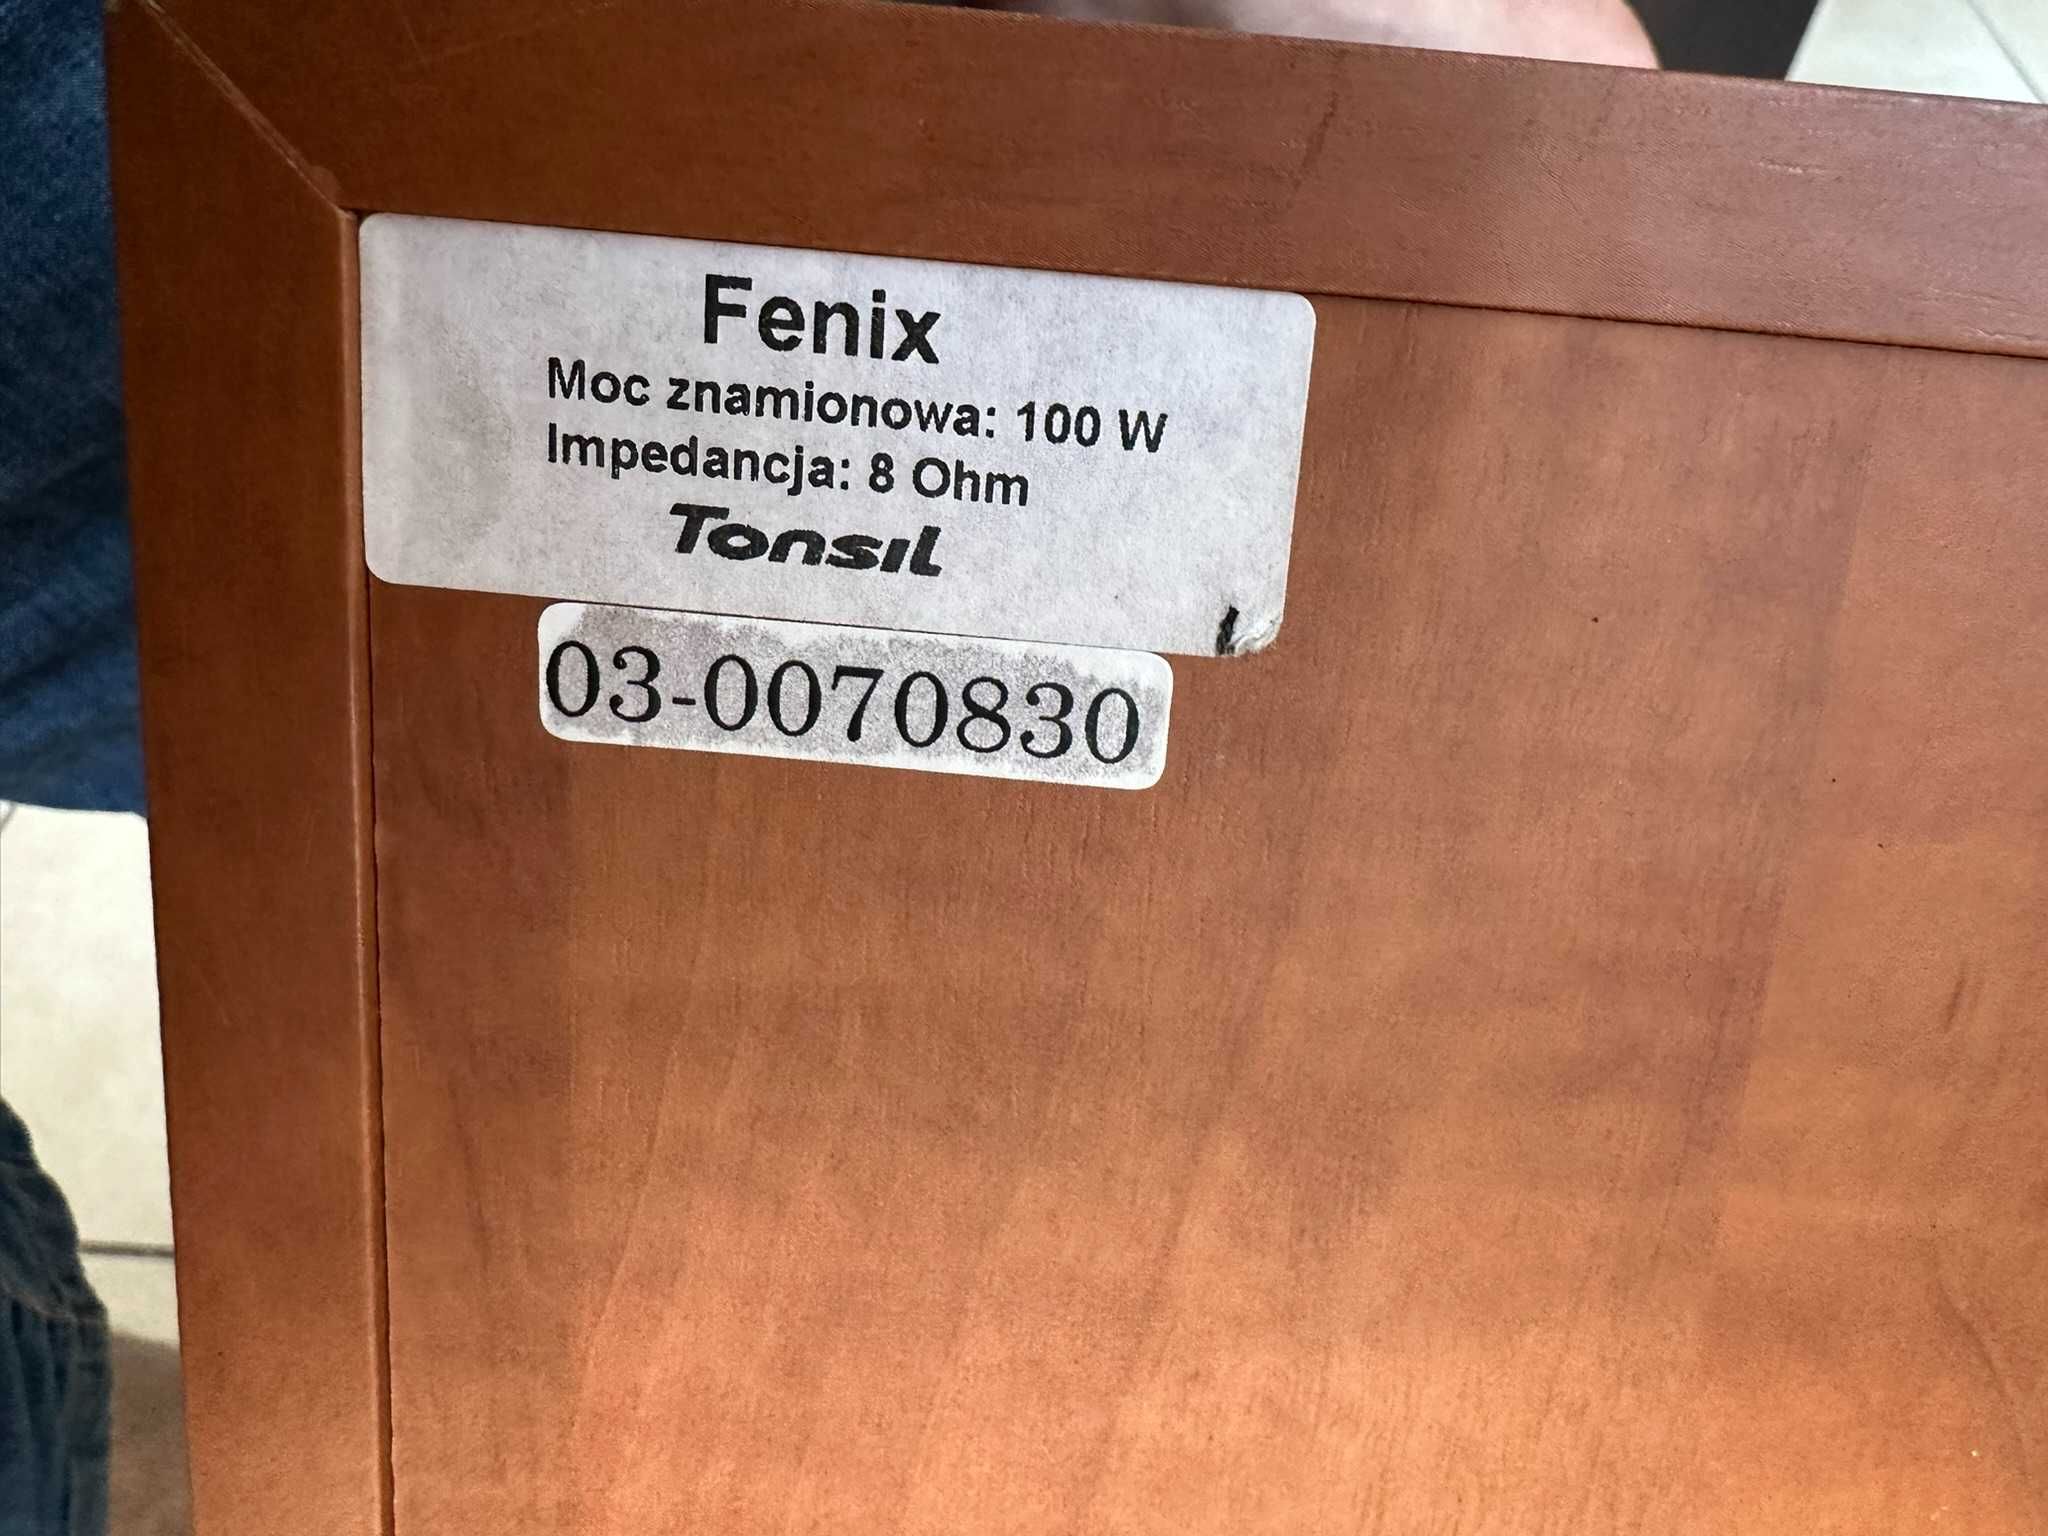 Fenix
Moc znamionowa: 100 W
Impedancja: 8 Ohm
Tonsil
03-0070830